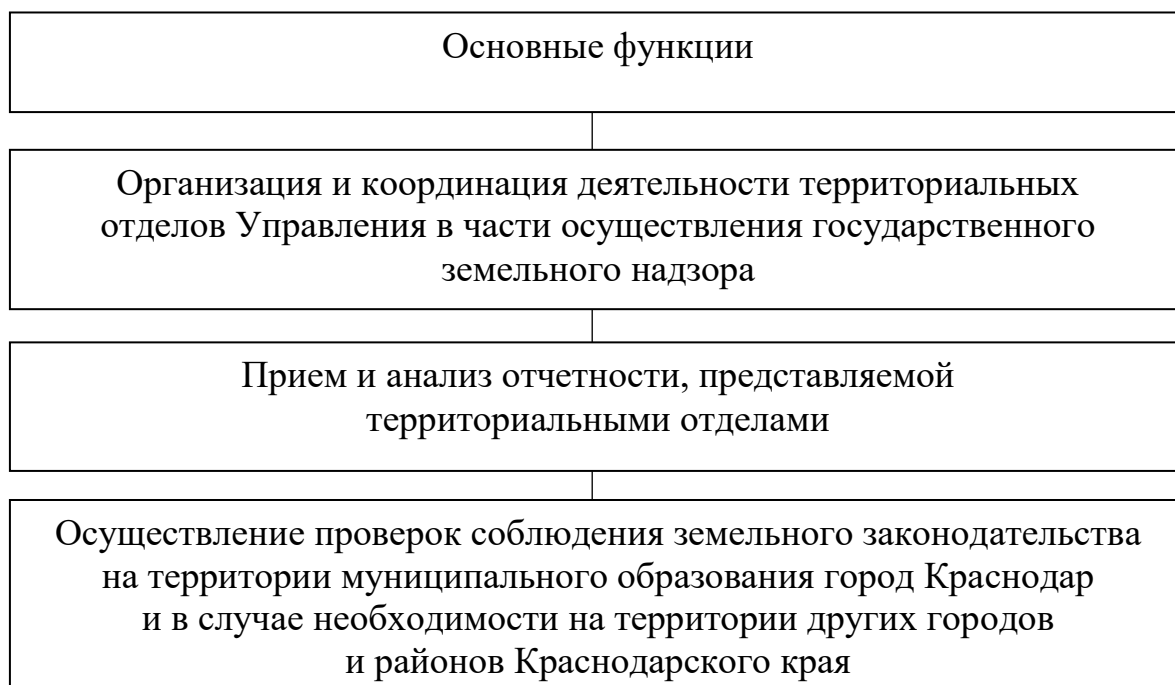 Основные функции
Организация и координация деятельности территориальных
отделов Управления в части осуществления государственного
земельного надзора
Прием и анализ отчетности, представляемой
территориальными отделами
Осуществление проверок соблюдения земельного законодательства
на территории муниципального образования город Краснодар
и в случае необходимости на территории других городов
и районов Краснодарского края